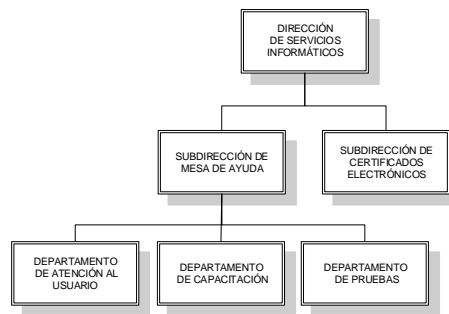 DIRECCIÓN
DE SERVICIOS
INFORMÁTICOS
SUBDIRECCIÓN DE
MESA DE AYUDA
SUBDIRECCIÓN DE
CERTIFICADOS
ELECTRÓNICOS
DEPARTAMENTO
DE ATENCIÓN AL
USUARIO
DEPARTAMENTO
DE CAPACITACIÓN
DEPARTAMENTO
DE PRUEBAS